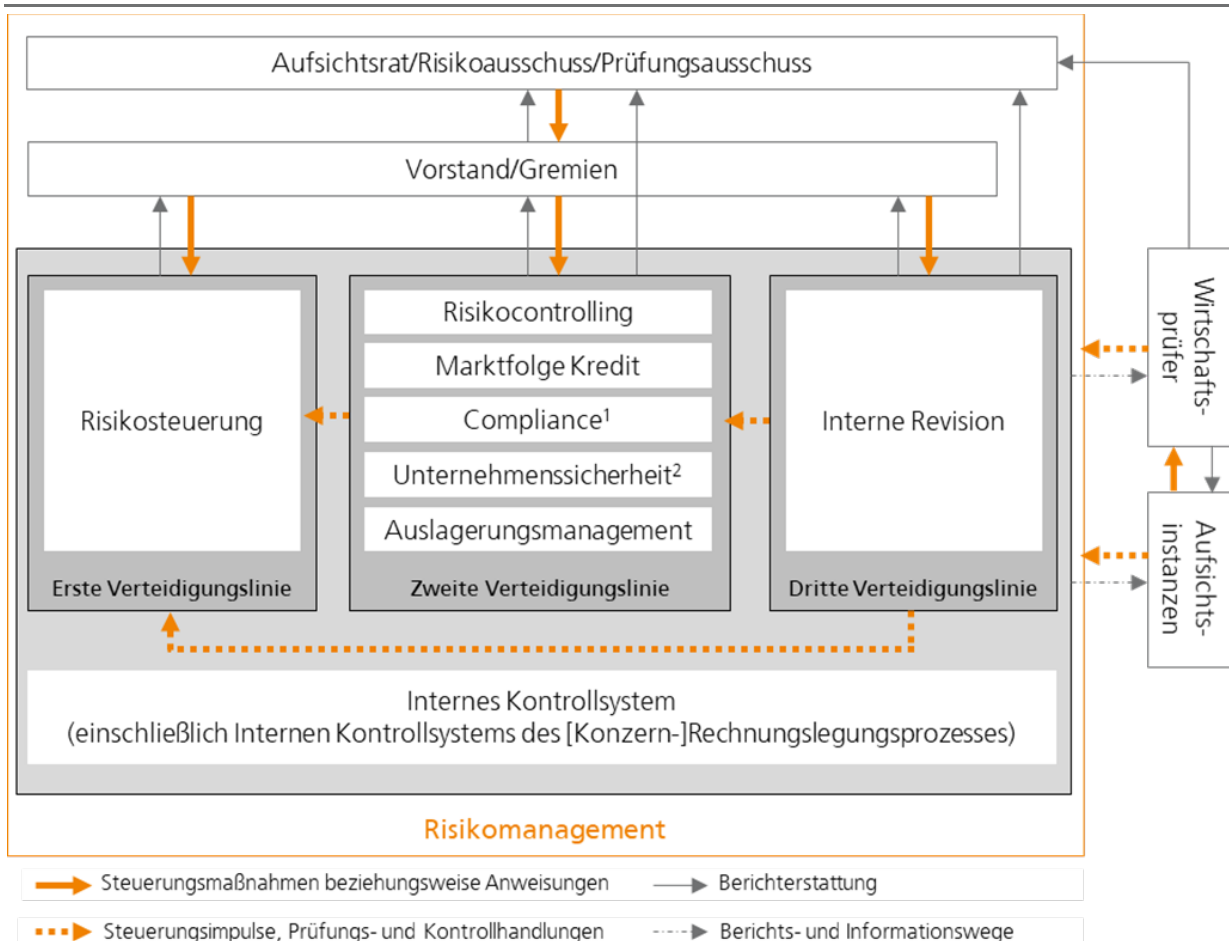 Aufsichtsrat/Risikoausschuss/Prüfungsausschuss
Vorstand/Gremien
Risikosteuerung
Erste Verteidigungslinie
Risikocontrolling
Marktfolge Kredit
Compliance¹
Unternehmenssicherheit²
Auslagerungsmanagement
Zweite Verteidigungslinie
Interne Revision
Dritte Verteidigungslinie
Wirtschafts-
prüfer
Aufsichts-
instanzen
Internes Kontrollsystem
(einschließlich Internen Kontrollsystems des [Konzern-]Rechnungslegungsprozesses)
Risikomanagement
Steuerungsmaßnahmen beziehungsweise Anweisungen
Berichterstattung
Steuerungsimpulse, Prüfungs- und Kontrollhandlungen
Berichts- und Informationswege